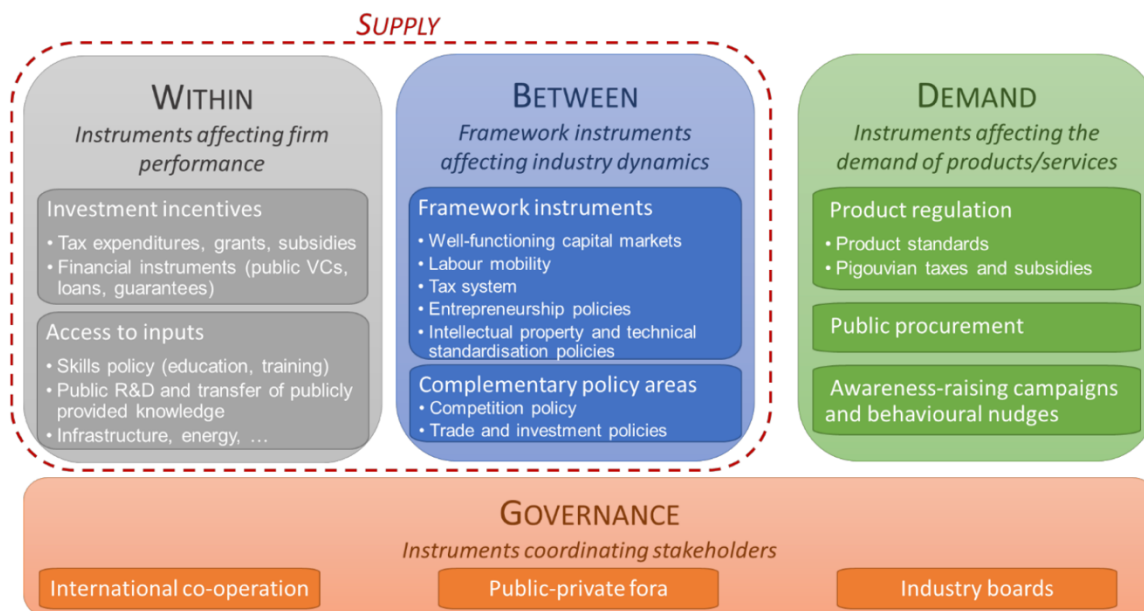 SUPPLY
WITHIN
Instruments affecting firm
performance
Investment incentives
• Tax expenditures, grants, subsidies
• Financial instruments (public VCs,
loans, guarantees)
Access to inputs
• Skills policy (education, training)
• Public R&D and transfer of publicly
provided knowledge
• Infrastructure, energy, ...
BETWEEN
Framework instruments
affecting industry dynamics
Framework instruments
• Well-functioning capital markets
• Labour mobility
• Tax system
• Entrepreneurship policies
• Intellectual property and technical
standardisation policies
Complementary policy areas
• Competition policy
• Trade and investment policies
DEMAND
Instruments affecting the
demand of products/services
Product regulation
• Product standards
• Pigouvian taxes and subsidies
Public procurement
Awareness-raising campaigns
and behavioural nudges
GOVERNANCE
Instruments coordinating stakeholders
International co-operation
Public-private fora
Industry boards